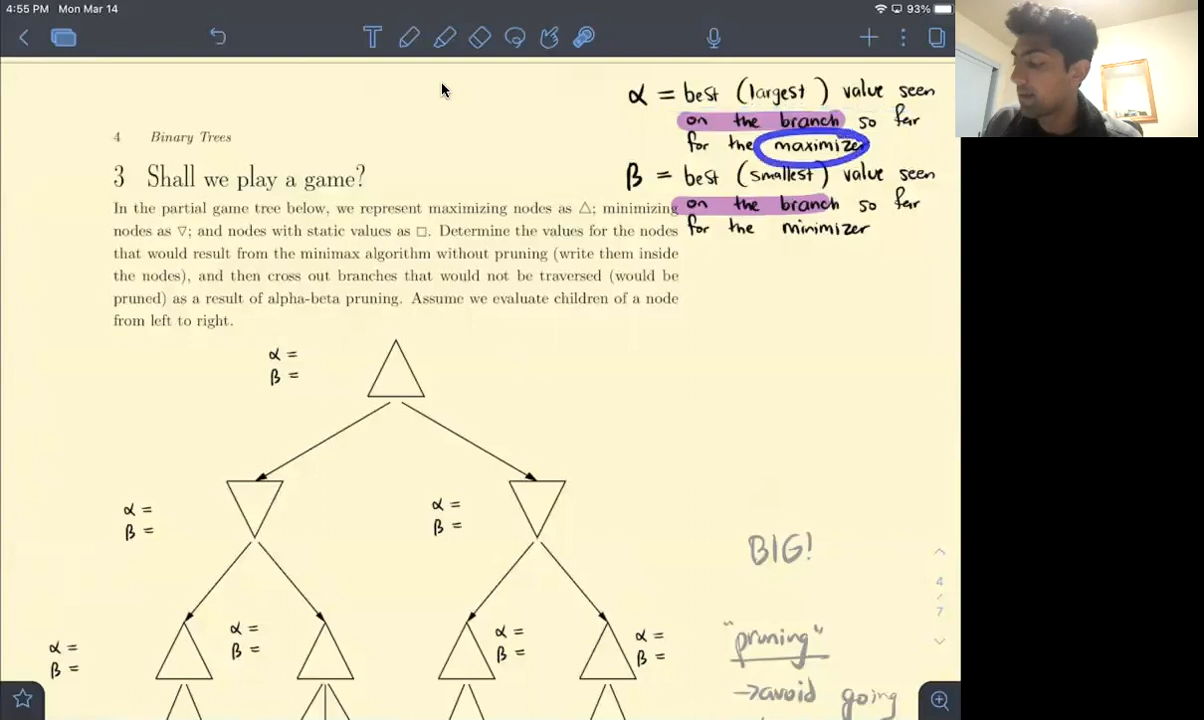 4:55 PM Mon Mar 14
93%
T
α = best (largest) value seen
on the branch so far
for the maximizer
β = best (smallest) value seen
on the branch so far
for the minimizer
4 Binary Trees
3 Shall we play a game?
In the partial game tree below, we represent maximizing nodes as △; minimizing
nodes as ▽; and nodes with static values as □. Determine the values for the nodes
that would result from the minimax algorithm without pruning (write them inside
the nodes), and then cross out branches that would not be traversed (would be
pruned) as a result of alpha-beta pruning. Assume we evaluate children of a node
from left to right.
α =
β =
α =
β =
α =
β =
BIG!
4
/
7
α =
β =
α =
β =
α =
β =
α =
β =
"pruning"
→avoid going